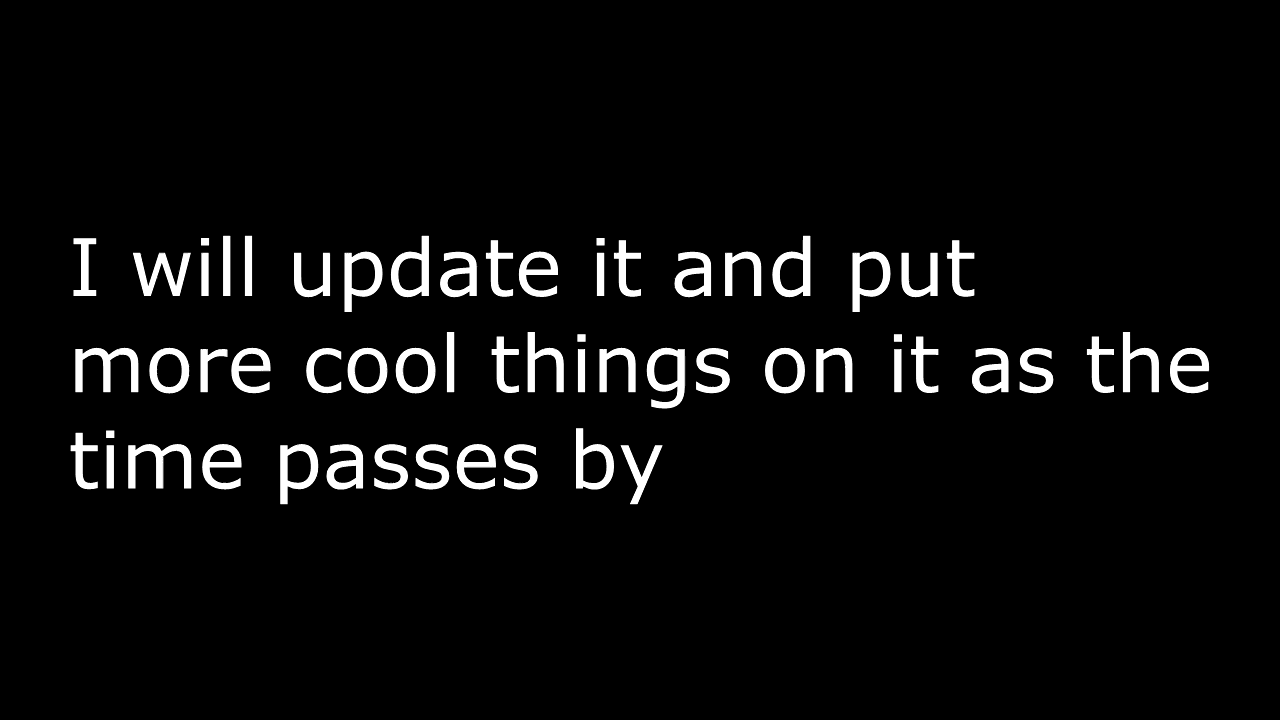 I will update it and put
more cool things on it as the
time passes by